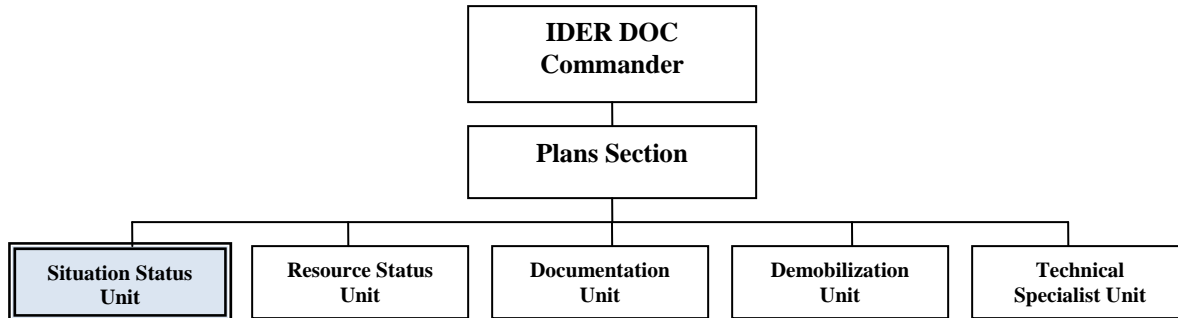 IDER DOC
Commander
Plans Section
Situation Status
Unit
Resource Status
Unit
Documentation
Unit
Demobilization
Unit
Technical
Specialist Unit